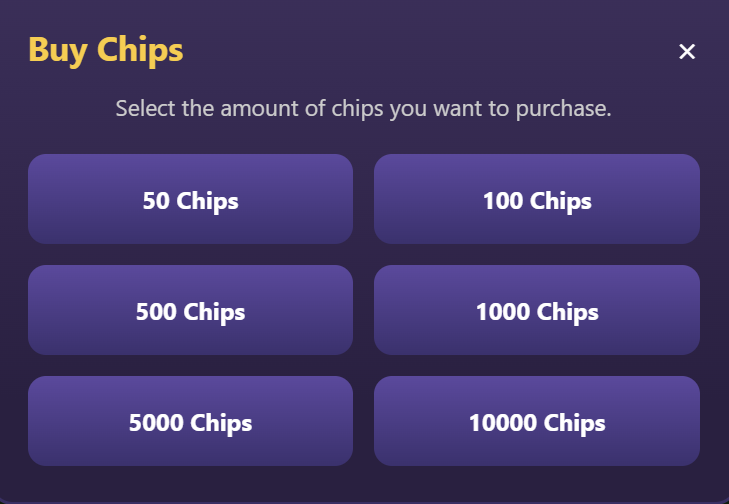 Buy Chips ✕
Select the amount of chips you want to purchase.
50 Chips
100 Chips
500 Chips
1000 Chips
5000 Chips
10000 Chips